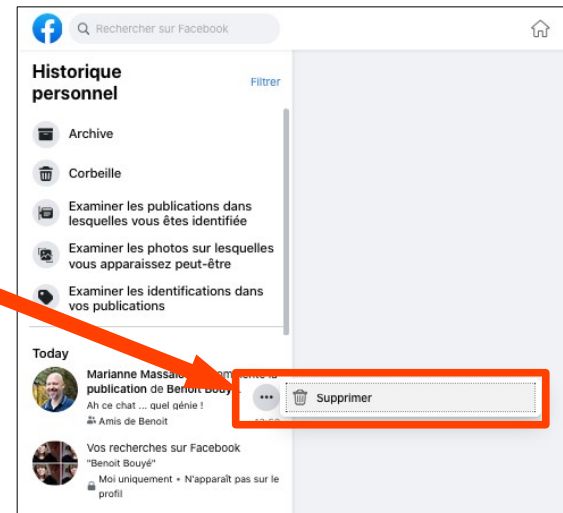 Rechercher sur Facebook
Historique
personnel
Filtrer
Archive
Corbeille
Examiner les publications dans
lesquelles vous êtes identifiée
Examiner les photos sur lesquelles
vous apparaissez peut-être
Examiner les identifications dans
vos publications
Today
Marianne
publication de Benoit
Ah ce chat ... quel génie !
Amis de Benoit
Supprimer
Vos recherches sur Facebook
"Benoit Bouyé"
Moi uniquement • N'apparaît pas sur le
profil